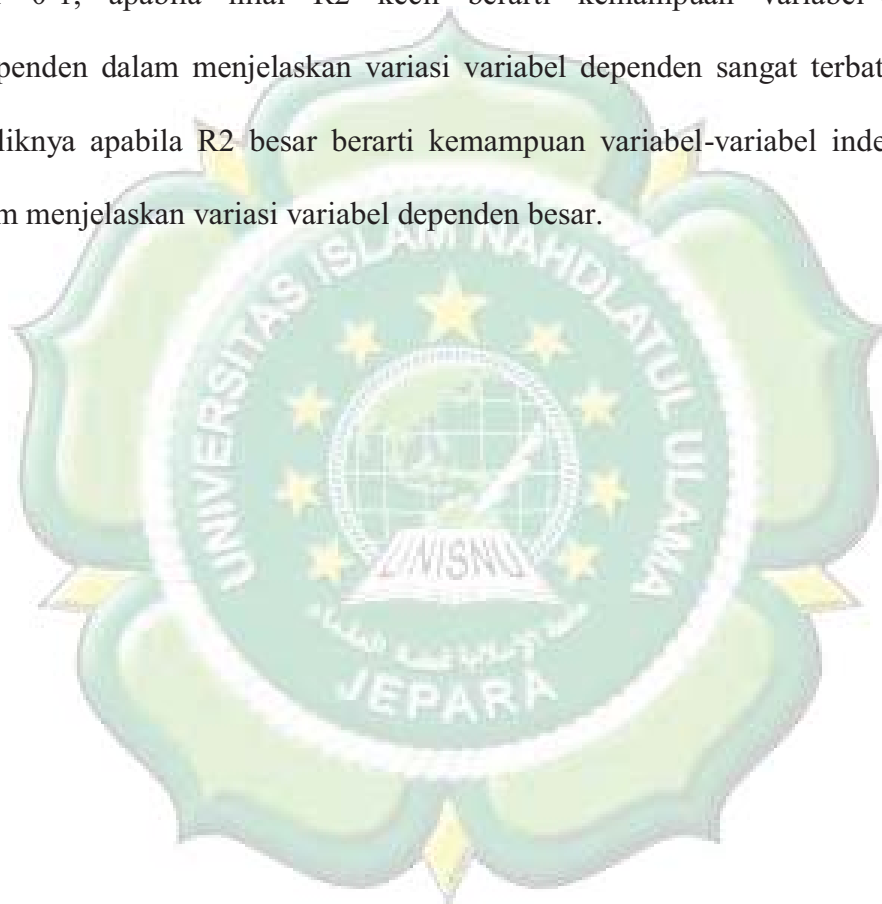 0-1, apabila nilai R2 kecil berarti kemampuan variabel
penden dalam menjelaskan variasi variabel dependen sangat terbat
liknya apabila R2 besar berarti kemampuan variabel-variabel inde
m menjelaskan variasi variabel dependen besar.
UNIVERSITAS ISLAM NAHDLATUL ULAMA
UNISNU
JEPARA